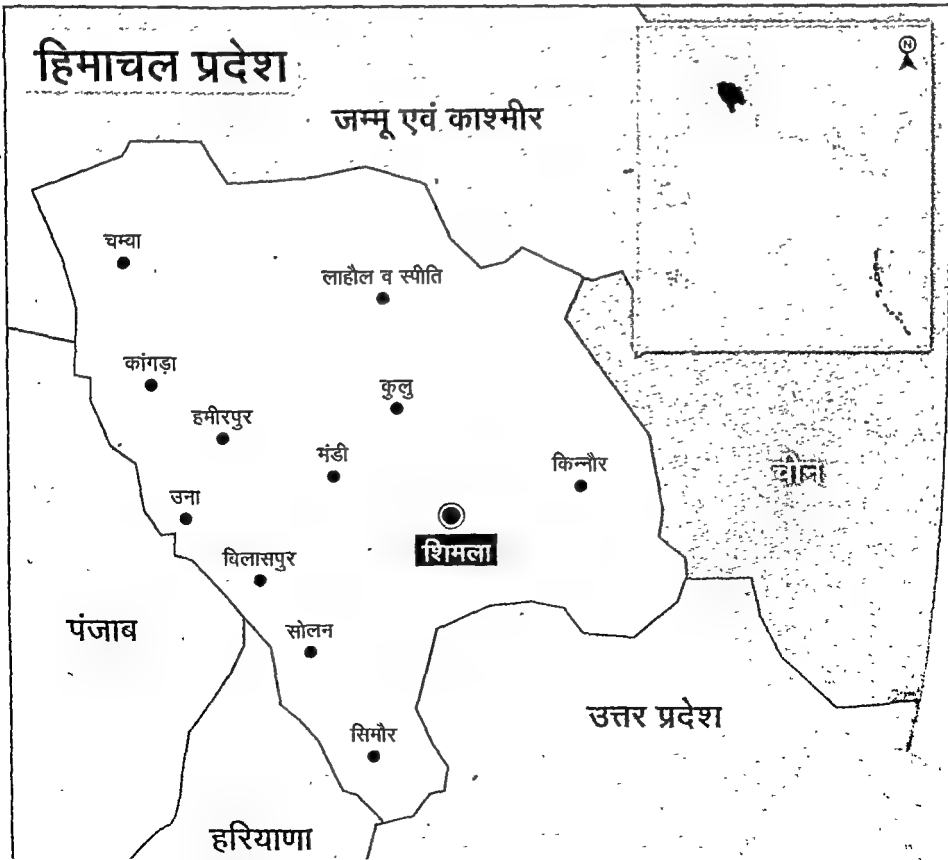 हिमाचल प्रदेश
N
जम्मू एवं काश्मीर
चम्बा
लाहौल व स्पीति
कांगड़ा
कुलु
हमीरपुर
मंडी
किन्नौर
चीन
उना
शिमला
विलासपुर
पंजाब
सोलन
उत्तर प्रदेश
सिमौर
हरियाणा